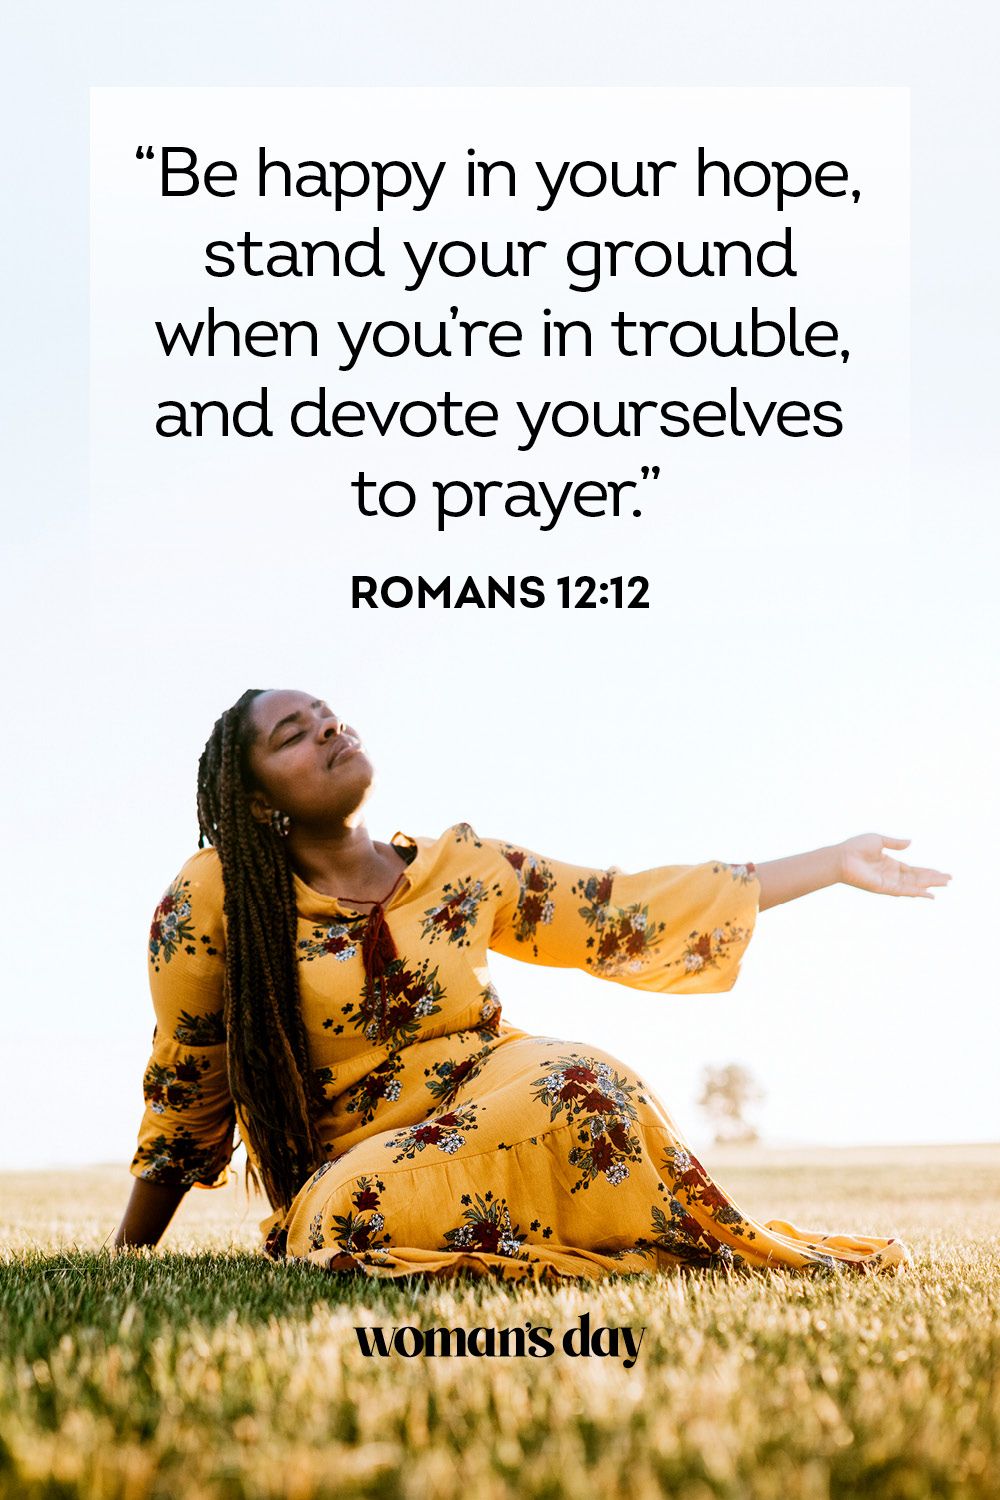 “Be happy in your hope,
stand your ground
when you’re in trouble,
and devote yourselves
to prayer.”
ROMANS 12:12
woman’s day